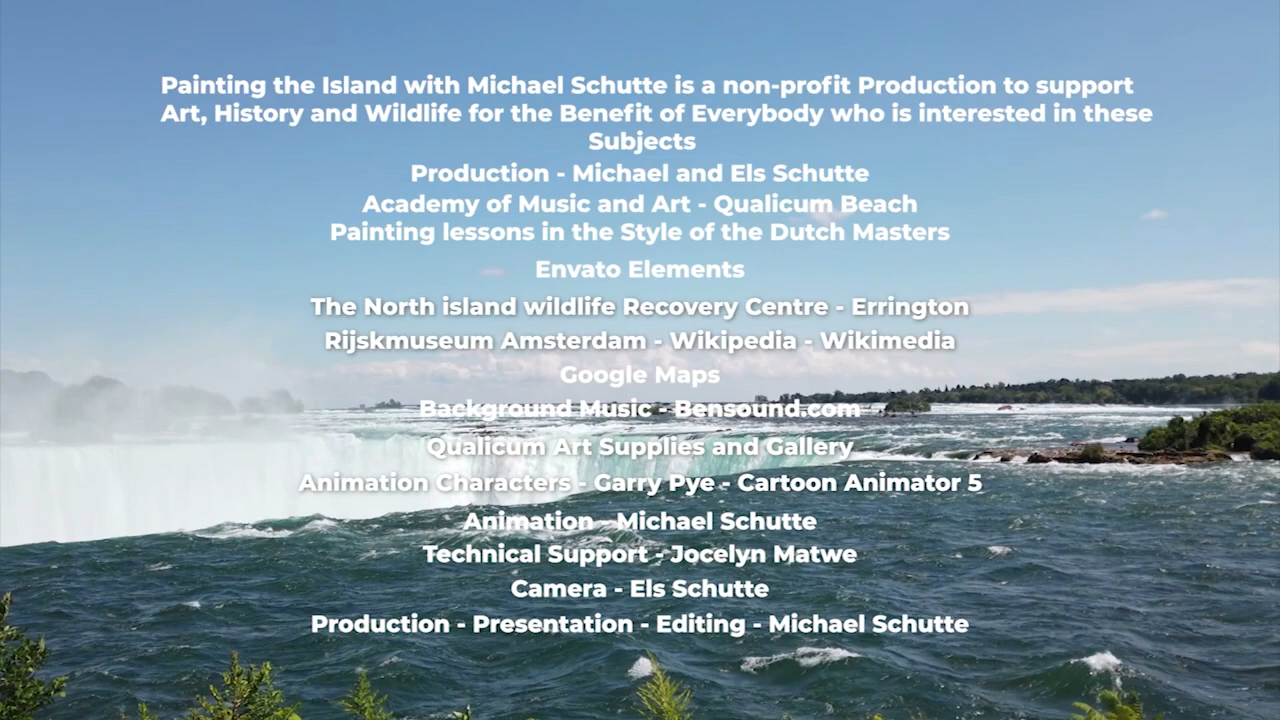 Painting the Island with Michael Schutte is a non-profit Production to support
Art, History and Wildlife for the Benefit of Everybody who is interested in these
Subjects
Production - Michael and Els Schutte
Academy of Music and Art - Qualicum Beach
Painting lessons in the Style of the Dutch Masters
Envato Elements
The North island wildlife Recovery Centre - Errington
Rijskmuseum Amsterdam - Wikipedia - Wikimedia
Google Maps
Background Music - Bensound.com
Qualicum Art Supplies and Gallery
Animation Characters - Garry Pye - Cartoon Animator 5
Animation - Michael Schutte
Technical Support - Jocelyn Matwe
Camera - Els Schutte
Production - Presentation - Editing - Michael Schutte